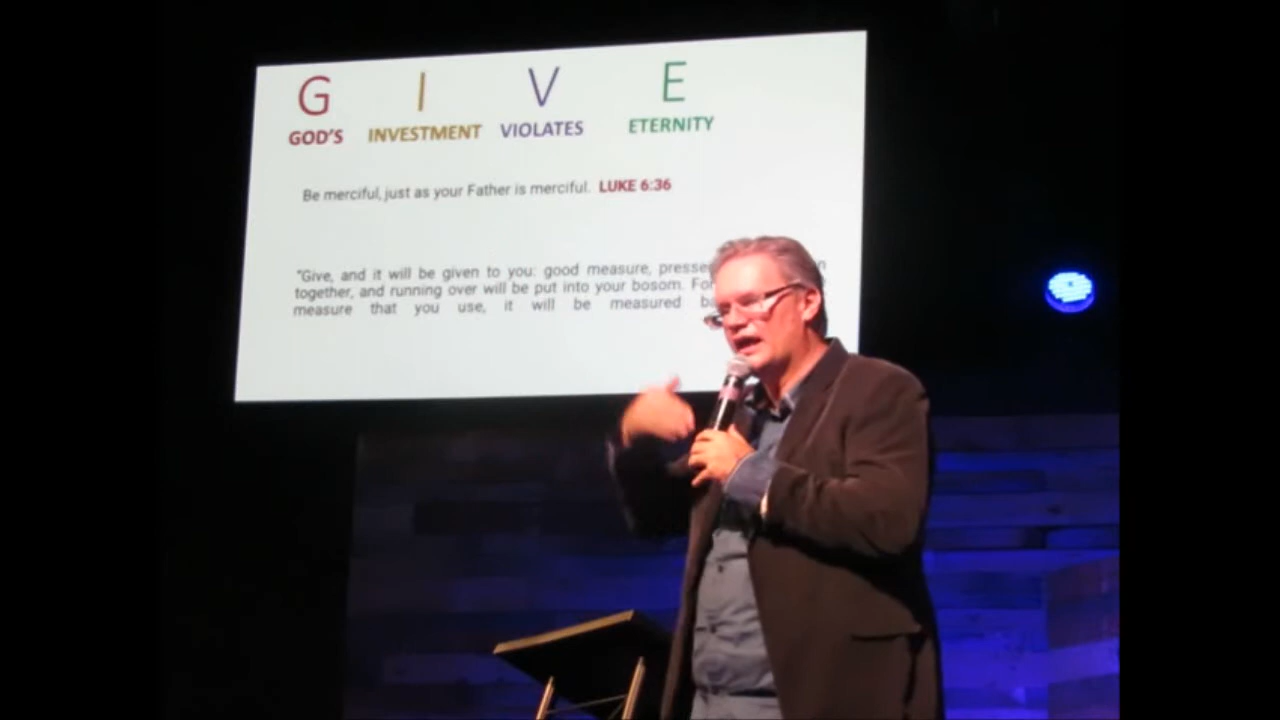 G I V E
GOD'S INVESTMENT VIOLATES ETERNITY
Be merciful, just as your Father is merciful. LUKE 6:36
"Give, and it will be given to you: good measure,
together, and running over will be put into your bosom.
measure that you use, it will be measured